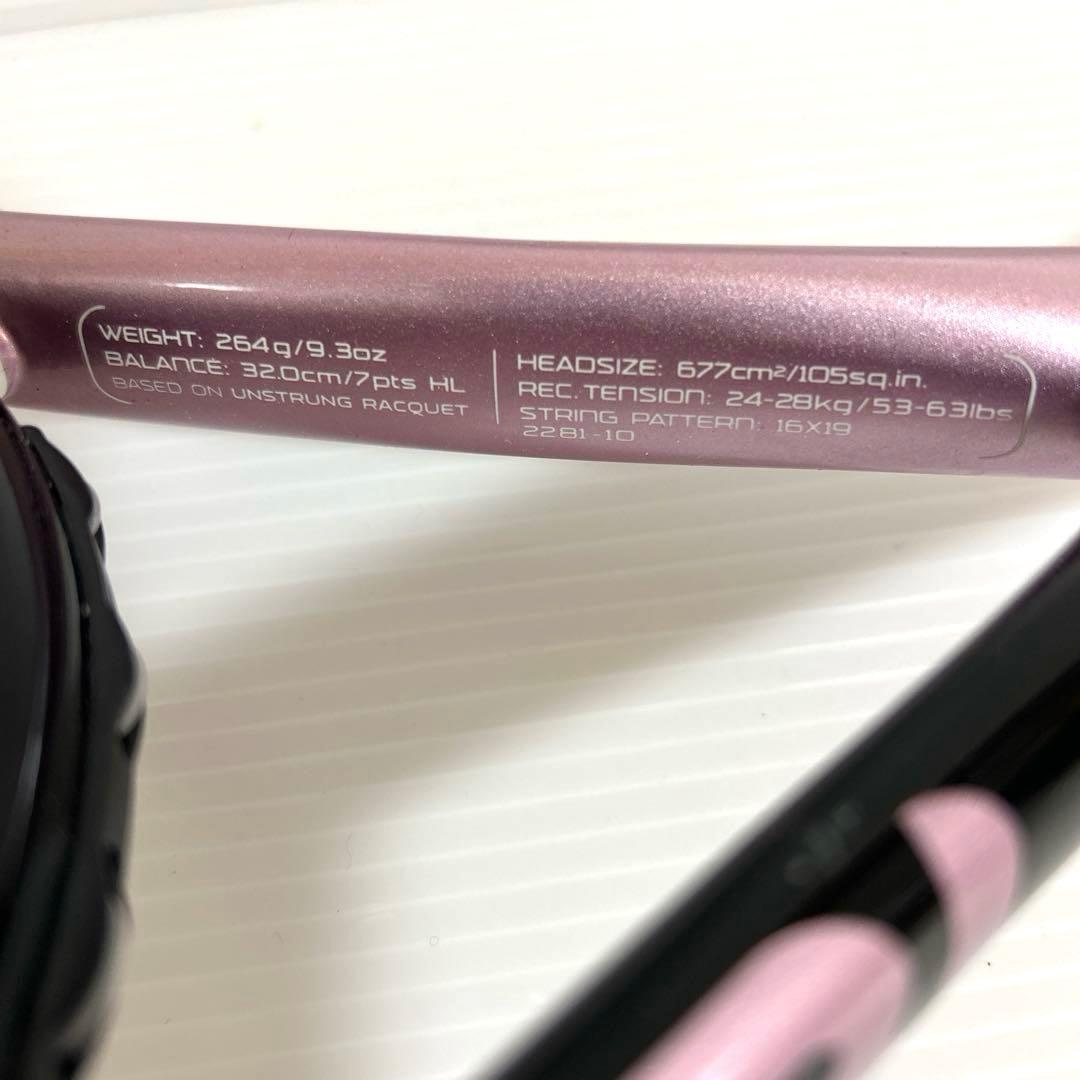 WEIGHT: 264g/9.3oz
BALANCE: 32.0cm/7pts HL
BASED ON UNSTRUNG RACQUET
HEADSIZE: 677cm²/105sq.in.
REC.TENSION: 24-28kg/53-63lbs
STRING PATTERN: 16X19
2281-10